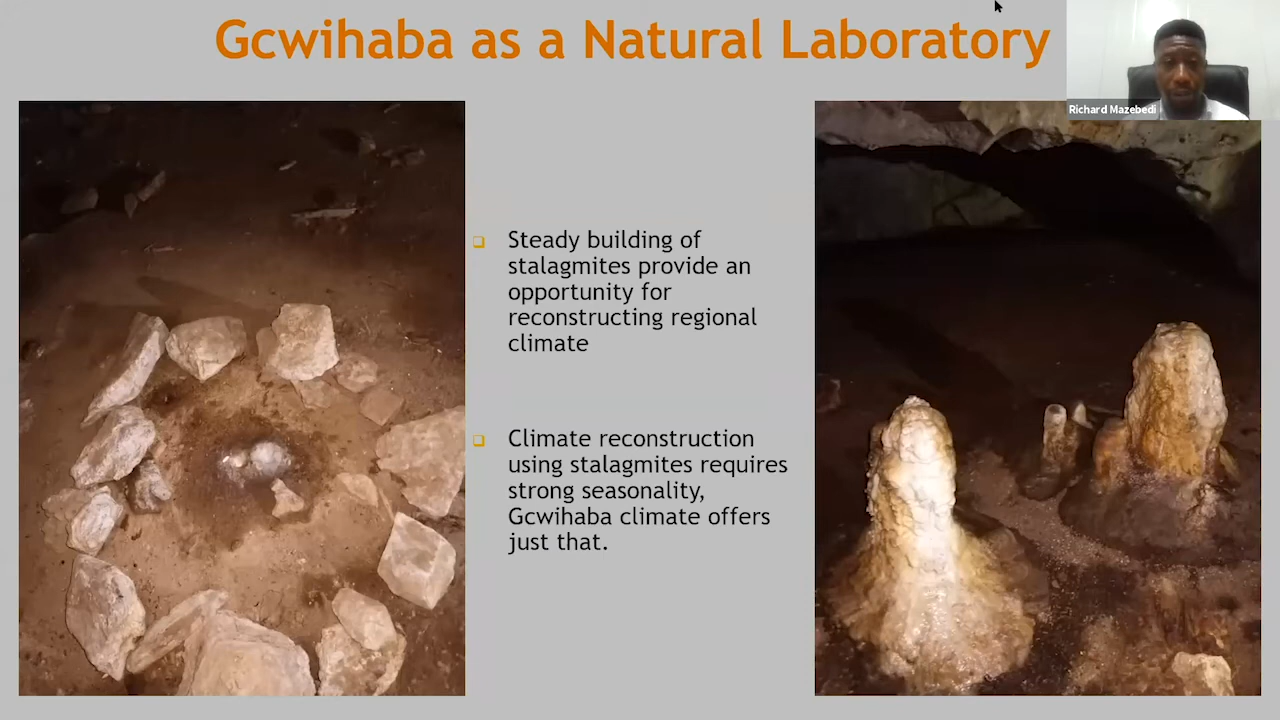 Gcwihaba as a Natural Laboratory
Richard Mazebedi
Steady building of
stalagmites provide an
opportunity for
reconstructing regional
climate
Climate reconstruction
using stalagmites requires
strong seasonality,
Gcwihaba climate offers
just that.